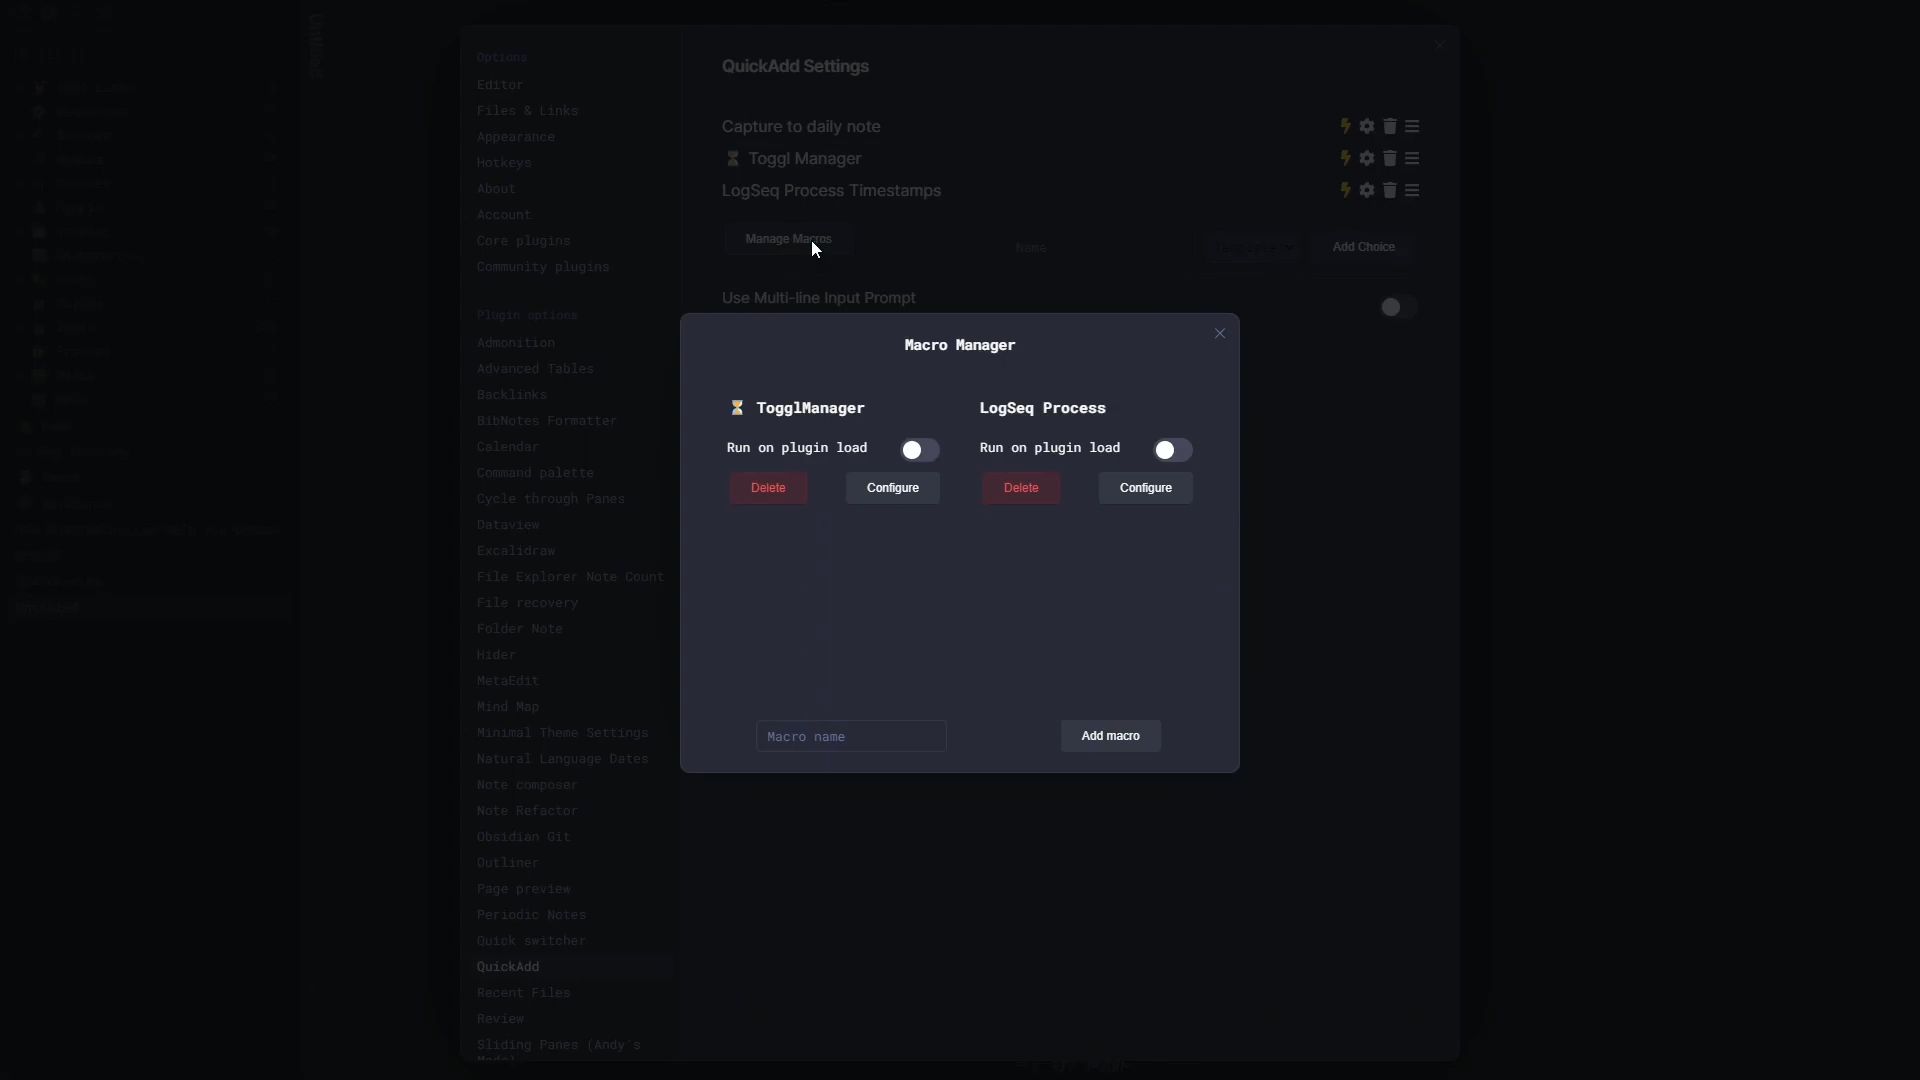 Untitled
Options
Editor
Files & Links
Appearance
Hotkeys
About
Account
Core plugins
Community plugins
Plugin options
Admonition
Advanced Tables
Backlinks
BibNotes Formatter
Calendar
Command palette
Cycle through Panes
Dataview
Excalidraw
File Explorer Note Count
File recovery
Folder Note
Hider
MetaEdit
Mind Map
Minimal Theme Settings
Natural Language Dates
Note composer
Note Refactor
Obsidian Git
Outliner
Page preview
Periodic Notes
Quick switcher
QuickAdd
Recent Files
Review
Sliding Panes (Andy's
Mode)
QuickAdd Settings
Capture to daily note
⏳ Toggl Manager
LogSeq Process Timestamps
Manage Macros
Name
Template
Add Choice
Use Multi-line Input Prompt
Macro Manager
⏳ TogglManager
Run on plugin load
Delete
Configure
LogSeq Process
Run on plugin load
Delete
Configure
Macro name
Add macro